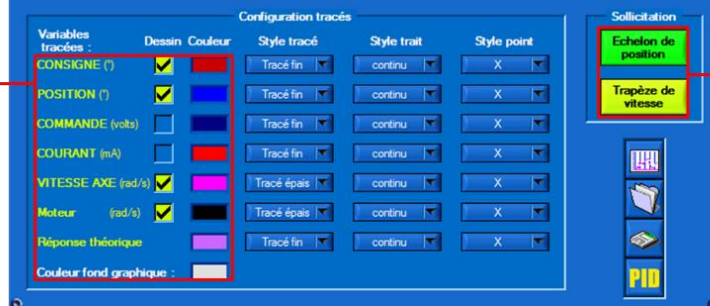 Configuration tracés
Sollicitation
Variables tracées : Dessin Couleur Style tracé Style trait Style point
CONSIGNE (°) Tracé fin continu X
POSITION (°) Tracé fin continu X
COMMANDE (volts) Tracé fin continu X
COURANT (mA) Tracé fin continu X
VITESSE AXE (rad/s) Tracé épais continu X
Moteur (rad/s) Tracé épais continu X
Réponse théorique Tracé fin continu X
Couleur fond graphique :
Echelon de
position
Trapèze de
vitesse
PID